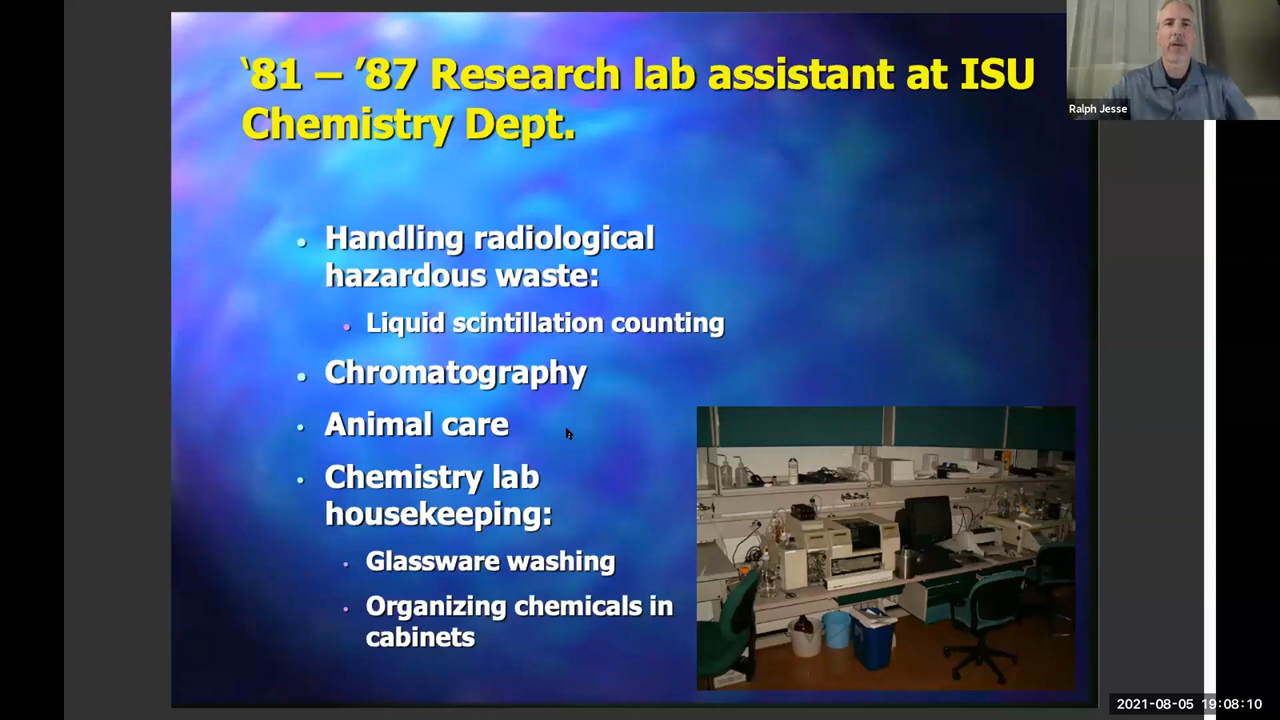 ‘81 – ’87 Research lab assistant at ISU
Chemistry Dept.
Ralph Jesse
• Handling radiological
hazardous waste:
• Liquid scintillation counting
• Chromatography
• Animal care
• Chemistry lab
housekeeping:
• Glassware washing
• Organizing chemicals in
cabinets
2021-08-05 19:08:10